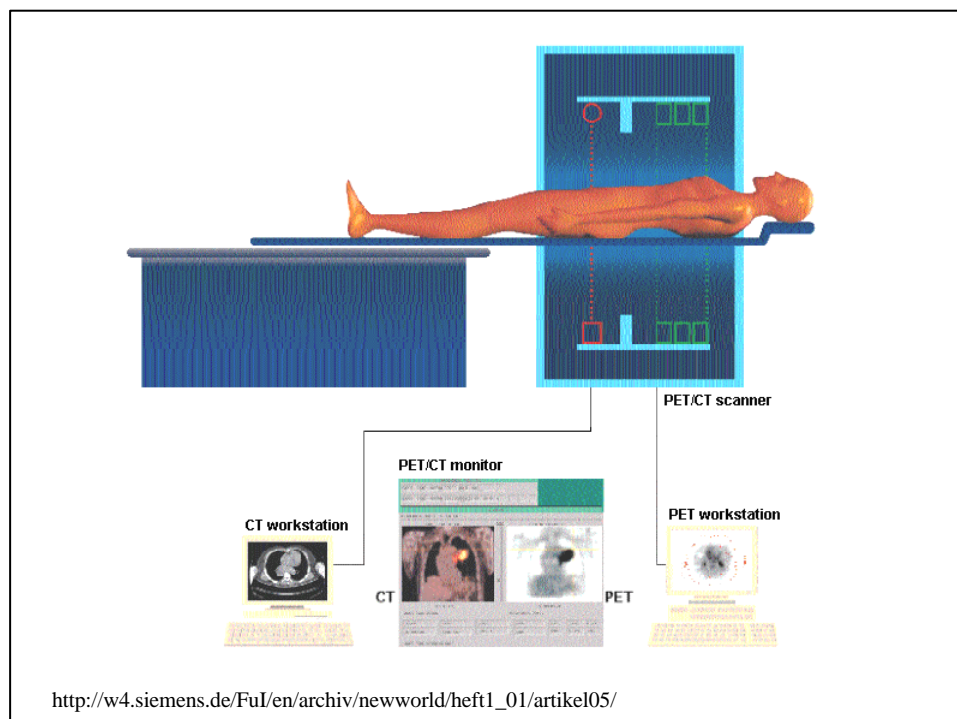 PET/CT scanner
PET/CT monitor
CT workstation
PET workstation
CT
PET
http://w4.siemens.de/FuI/en/archiv/newworld/heft1_01/artikel05/